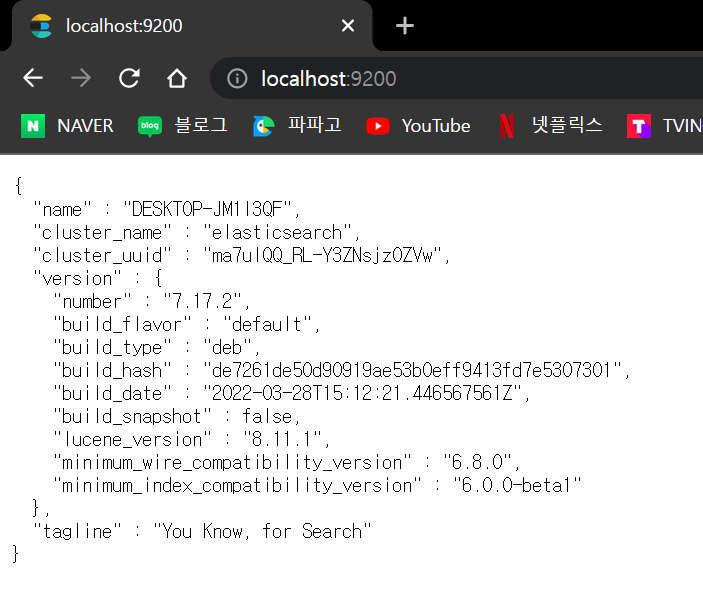 localhost:9200
localhost:9200
N NAVER blog 블로그 파파고 YouTube 넷플릭스 T TVING
{
"name" : "DESKTOP-JM1I3QF",
"cluster_name" : "elasticsearch",
"cluster_uuid" : "ma7ulQQ_RL-Y3ZNsjzOZVw",
"version" : {
"number" : "7.17.2",
"build_flavor" : "default",
"build_type" : "deb",
"build_hash" : "de7261de50d90919ae53b0eff9413fd7e5307301",
"build_date" : "2022-03-28T15:12:21.446567561Z",
"build_snapshot" : false,
"lucene_version" : "8.11.1",
"minimum_wire_compatibility_version" : "6.8.0",
"minimum_index_compatibility_version" : "6.0.0-beta1"
},
"tagline" : "You Know, for Search"
}